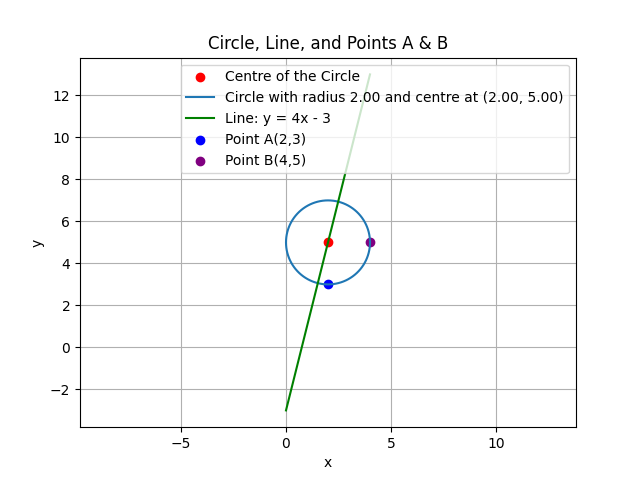 Circle, Line, and Points A & B
Centre of the Circle
Circle with radius 2.00 and centre at (2.00, 5.00)
Line: y = 4x - 3
Point A(2,3)
Point B(4,5)
12
10
8
6
4
2
0
−2
y
−5
0
5
10
x